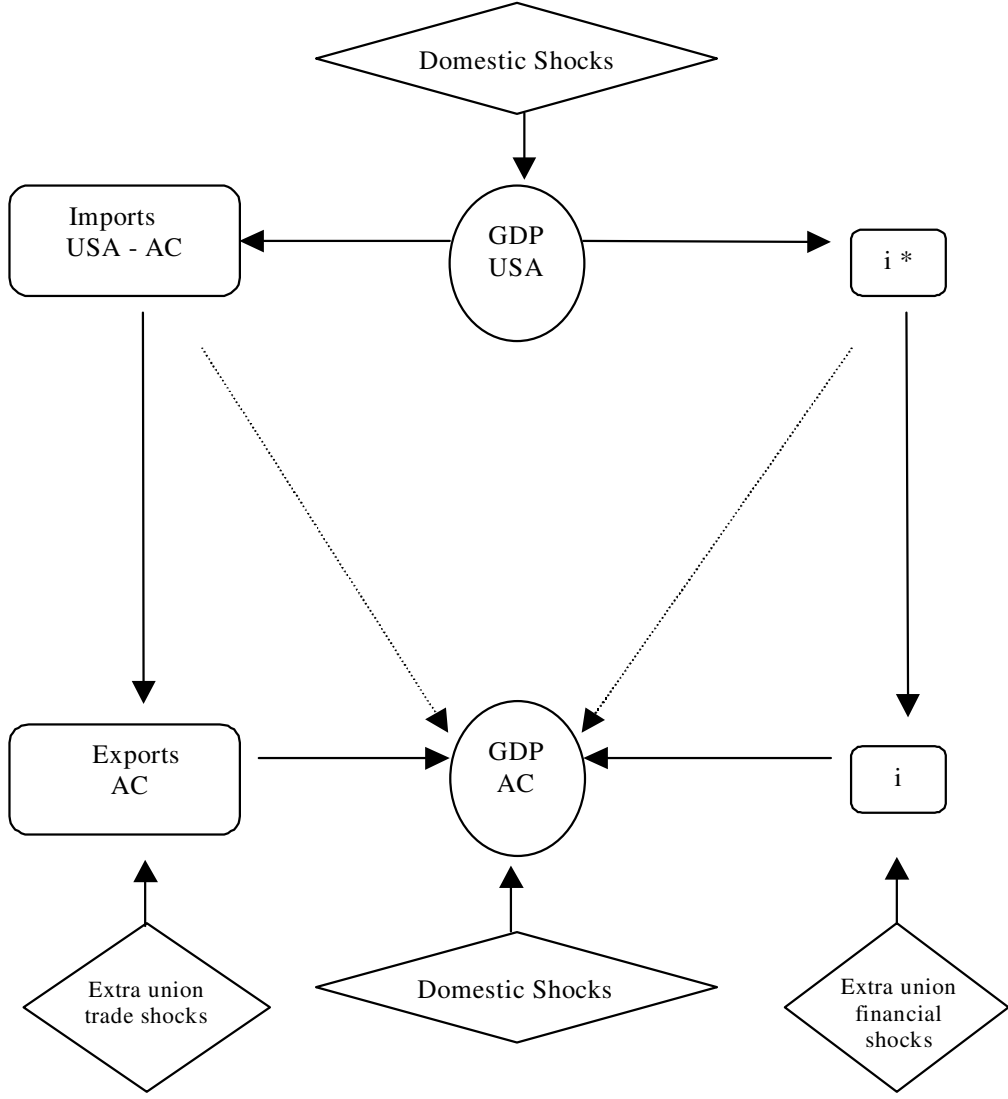 Domestic Shocks
Imports
USA - AC
GDP
USA
i *
Exports
AC
GDP
AC
i
Extra union
trade shocks
Domestic Shocks
Extra union
financial
shocks